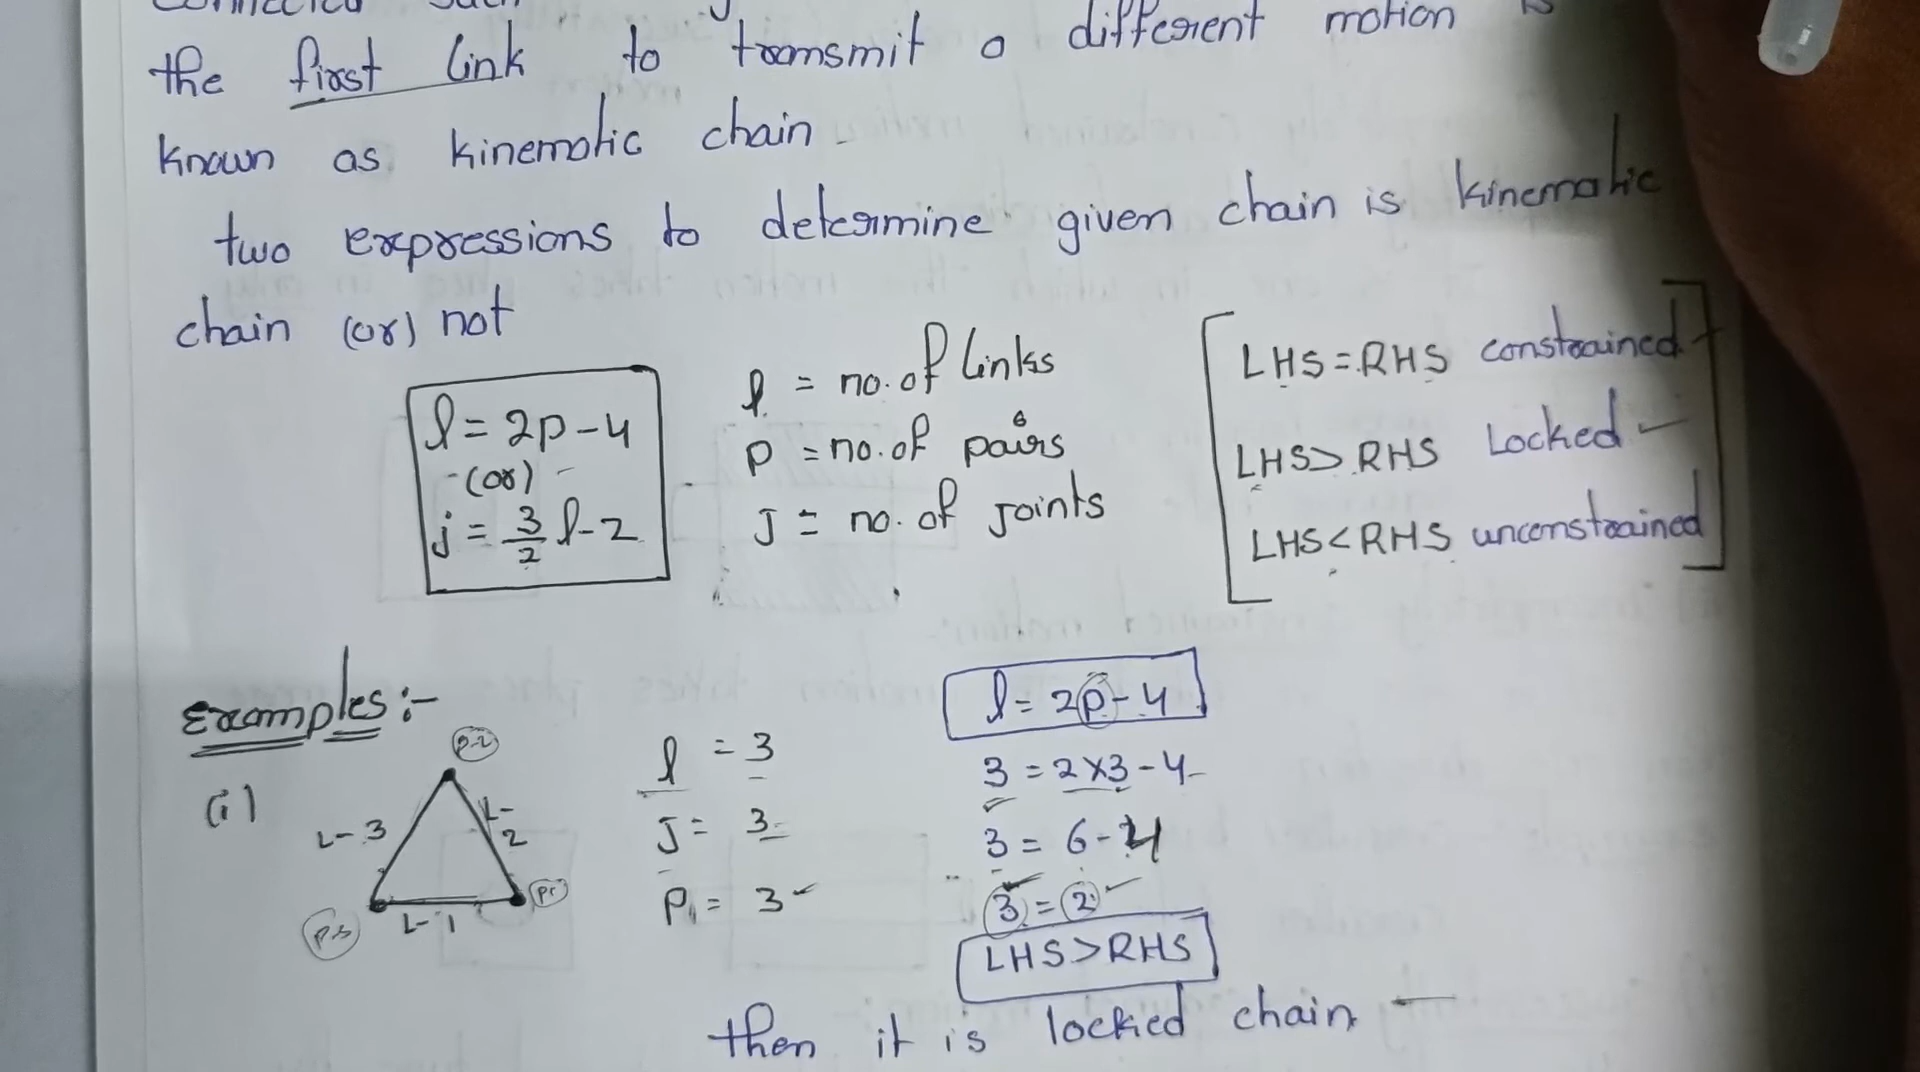 the first link to transmit a different motion is
known as kinematic chain
two expressions to determine given chain is kinematic
chain (or) not
l = 2p-4
(or)
j = 3/2 l-2
l = no. of links
p = no. of pairs
J = no. of joints
LHS = RHS constrained
LHS > RHS Locked
LHS < RHS unconstrained
Examples:-
(i)
P-2
L-3
L-2
P-3
L-1
P1
l = 3
J = 3
P = 3
l = 2p-4
3 = 2×3-4
3 = 6-4
3 = 2
LHS > RHS
then it is locked chain